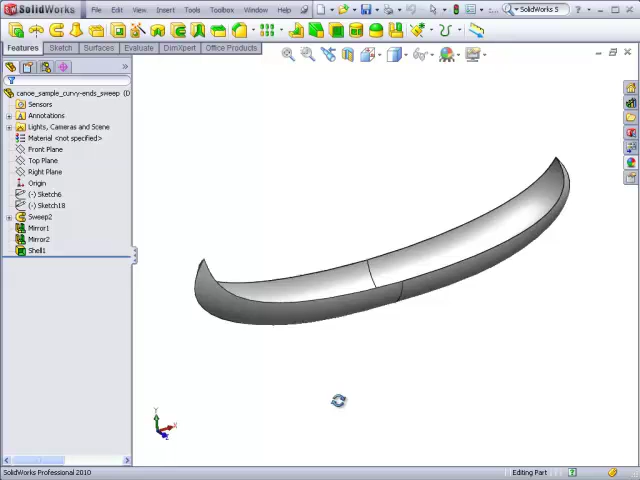 SolidWorks File Edit View Insert Tools Toolbox Window Help SolidWorks S
Features Sketch Surfaces Evaluate DimXpert Office Products
canoe_sample_curvy-ends_sweep (D
Sensors
Annotations
Lights, Cameras and Scene
Material <not specified>
Front Plane
Top Plane
Right Plane
Origin
(-) Sketch6
(-) Sketch18
Sweep2
Mirror1
Mirror2
Shell1
Y
X
Z
SolidWorks Professional 2010 Editing Part